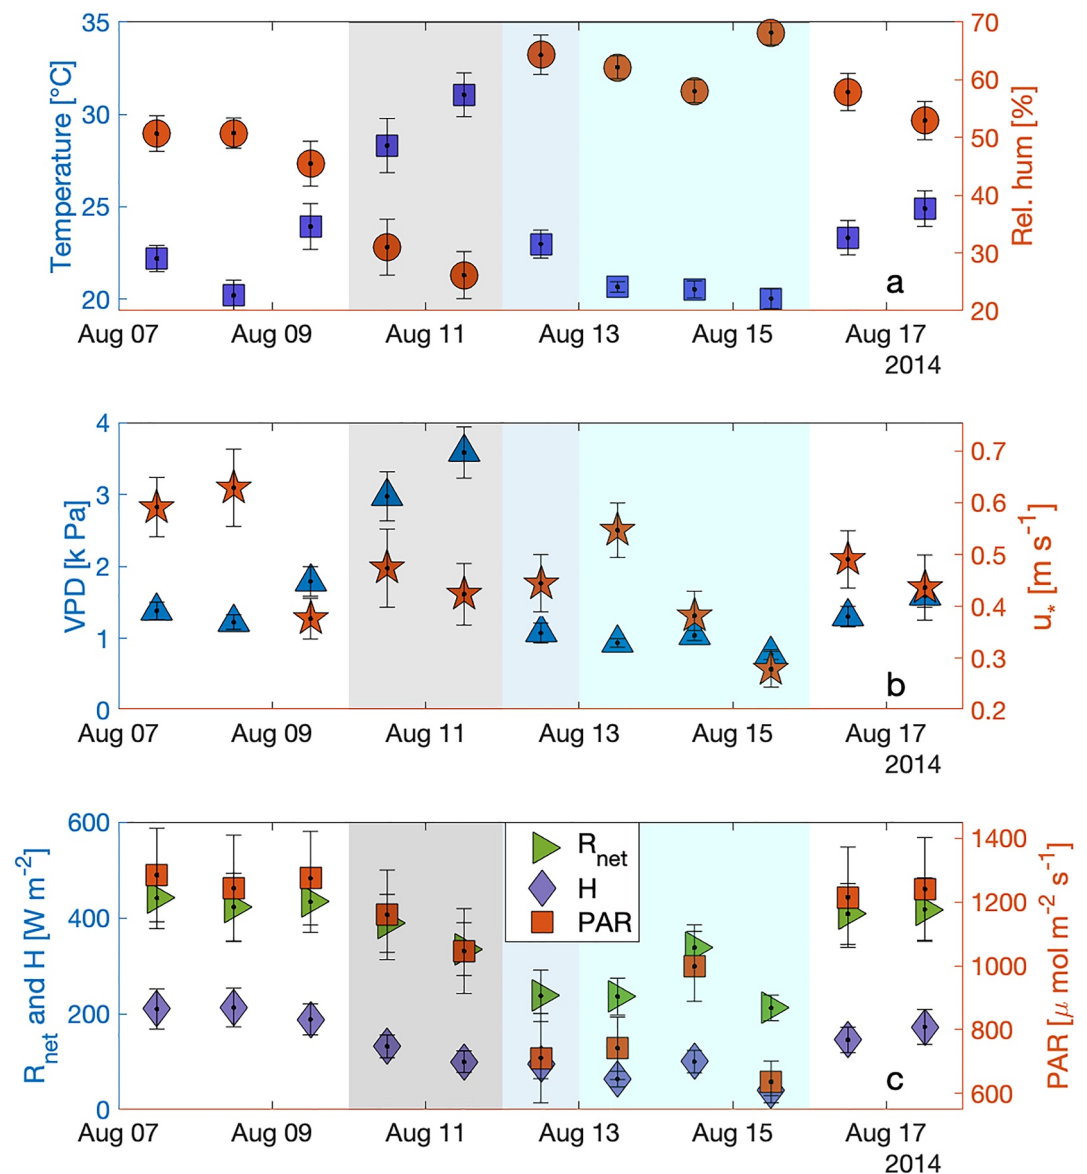 35
30
25
20
Temperature [°C]
70
60
50
40
30
20
Rel. hum [%]
a
Aug 07 Aug 09 Aug 11 Aug 13 Aug 15 Aug 17
2014
4
3
2
1
0
VPD [k Pa]
0.7
0.6
0.5
0.4
0.3
0.2
u* [m s-1]
b
Aug 07 Aug 09 Aug 11 Aug 13 Aug 15 Aug 17
2014
600
400
200
0
Rnet and H [W m-2]
Rnet
H
PAR
1400
1200
1000
800
600
PAR [μ mol m-2 s-1]
c
Aug 07 Aug 09 Aug 11 Aug 13 Aug 15 Aug 17
2014